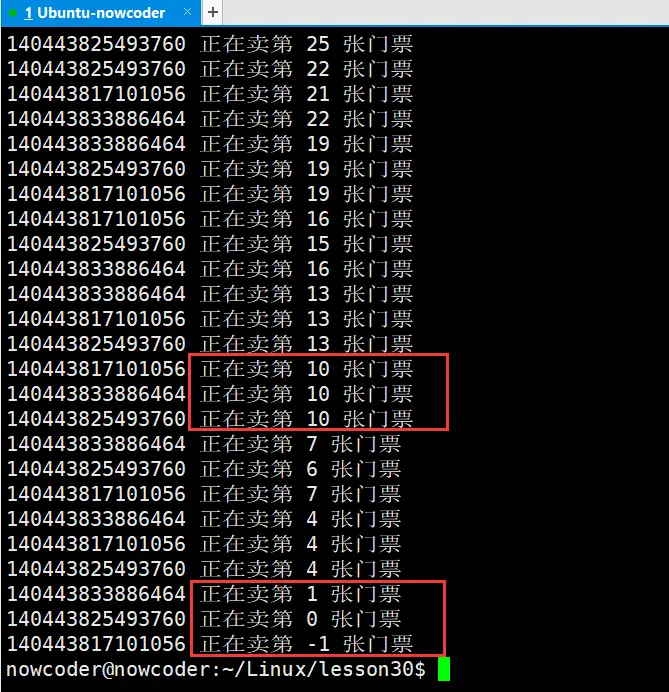 1 Ubuntu-nowcoder × +
140443825493760 正在卖第 25 张门票
140443825493760 正在卖第 22 张门票
140443817101056 正在卖第 21 张门票
140443833886464 正在卖第 22 张门票
140443833886464 正在卖第 19 张门票
140443825493760 正在卖第 19 张门票
140443817101056 正在卖第 19 张门票
140443817101056 正在卖第 16 张门票
140443825493760 正在卖第 15 张门票
140443833886464 正在卖第 16 张门票
140443833886464 正在卖第 13 张门票
140443817101056 正在卖第 13 张门票
140443825493760 正在卖第 13 张门票
140443817101056 正在卖第 10 张门票
140443833886464 正在卖第 10 张门票
140443825493760 正在卖第 10 张门票
140443833886464 正在卖第 7 张门票
140443825493760 正在卖第 6 张门票
140443817101056 正在卖第 7 张门票
140443833886464 正在卖第 4 张门票
140443817101056 正在卖第 4 张门票
140443825493760 正在卖第 4 张门票
140443833886464 正在卖第 1 张门票
140443825493760 正在卖第 0 张门票
140443817101056 正在卖第 -1 张门票
nowcoder@nowcoder:~/Linux/lesson30$